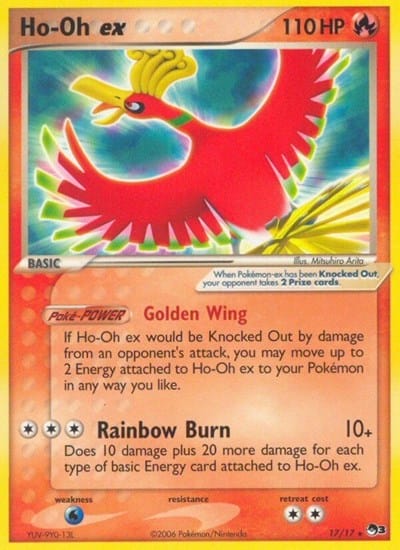 Ho-Oh ex 110 HP
BASIC
Illus. Mitsuhiro Arita
When Pokémon-ex has been Knocked Out,
your opponent takes 2 Prize cards.
Poké-POWER Golden Wing
If Ho-Oh ex would be Knocked Out by damage
from an opponent's attack, you may move up to
2 Energy attached to Ho-Oh ex to your Pokémon
in any way you like.
Rainbow Burn 10+
Does 10 damage plus 20 more damage for each
type of basic Energy card attached to Ho-Oh ex.
weakness resistance retreat cost
YUV-9Y0-13L ©2006 Pokémon/Nintendo 17/17 ★ 3